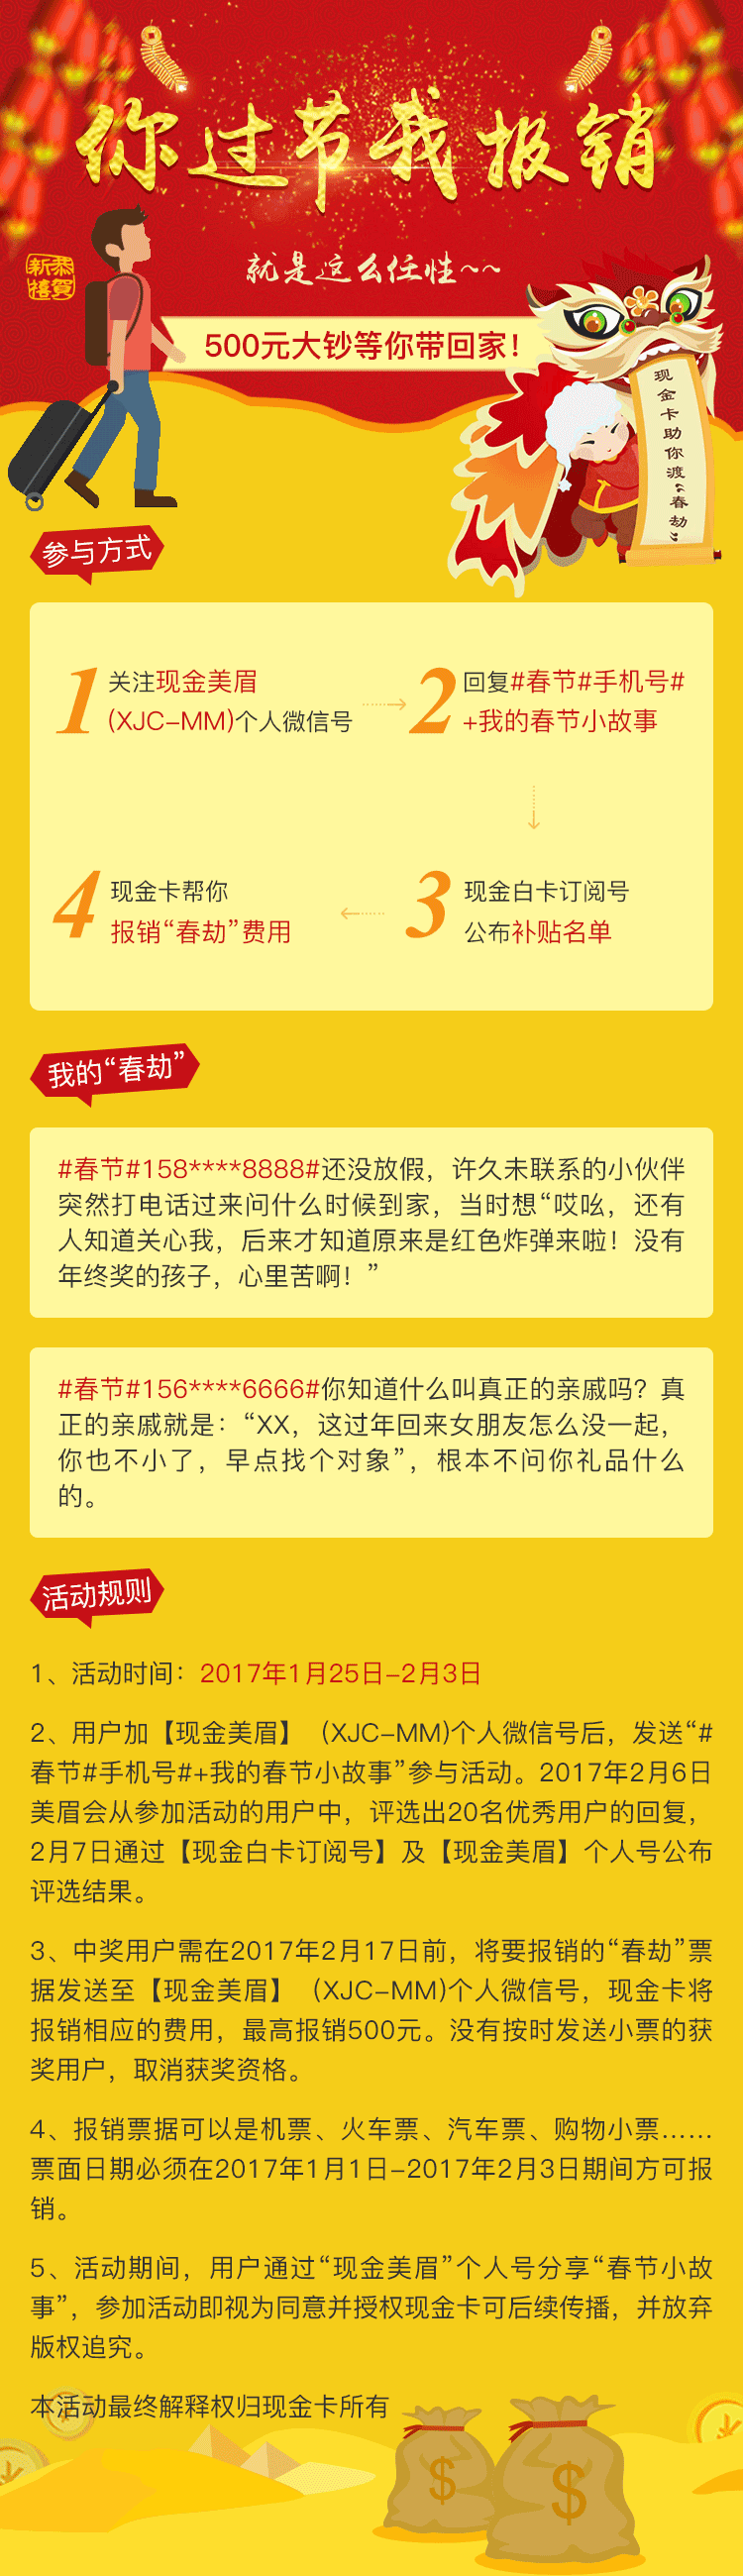 你过节我报销
就是这么任性~~
恭贺新禧
500元大钞等你带回家！
现金卡助你渡“春劫”
参与方式
1 关注现金美眉
(XJC-MM)个人微信号
2 回复#春节#手机号#
+我的春节小故事
3 现金白卡订阅号
公布补贴名单
4 现金卡帮你
报销“春劫”费用
我的“春劫”
#春节#158****8888#还没放假，许久未联系的小伙伴
突然打电话过来问什么时候到家，当时想“哎吆，还有
人知道关心我，后来才知道原来是红色炸弹来啦！没有
年终奖的孩子，心里苦啊！”
#春节#156****6666#你知道什么叫真正的亲戚吗？真
正的亲戚就是：“XX，这过年回来女朋友怎么没一起，
你也不小了，早点找个对象”，根本不问你礼品什么
的。
活动规则
1、活动时间：2017年1月25日-2月3日
2、用户加【现金美眉】（XJC-MM)个人微信号后，发送“#
春节#手机号#+我的春节小故事”参与活动。2017年2月6日
美眉会从参加活动的用户中，评选出20名优秀用户的回复，
2月7日通过【现金白卡订阅号】及【现金美眉】个人号公布
评选结果。
3、中奖用户需在2017年2月17日前，将要报销的“春劫”票
据发送至【现金美眉】（XJC-MM)个人微信号，现金卡将
报销相应的费用，最高报销500元。没有按时发送小票的获
奖用户，取消获奖资格。
4、报销票据可以是机票、火车票、汽车票、购物小票……
票面日期必须在2017年1月1日-2017年2月3日期间方可报
销。
5、活动期间，用户通过“现金美眉”个人号分享“春节小故
事”，参加活动即视为同意并授权现金卡可后续传播，并放弃
版权追究。
本活动最终解释权归现金卡所有
$ $